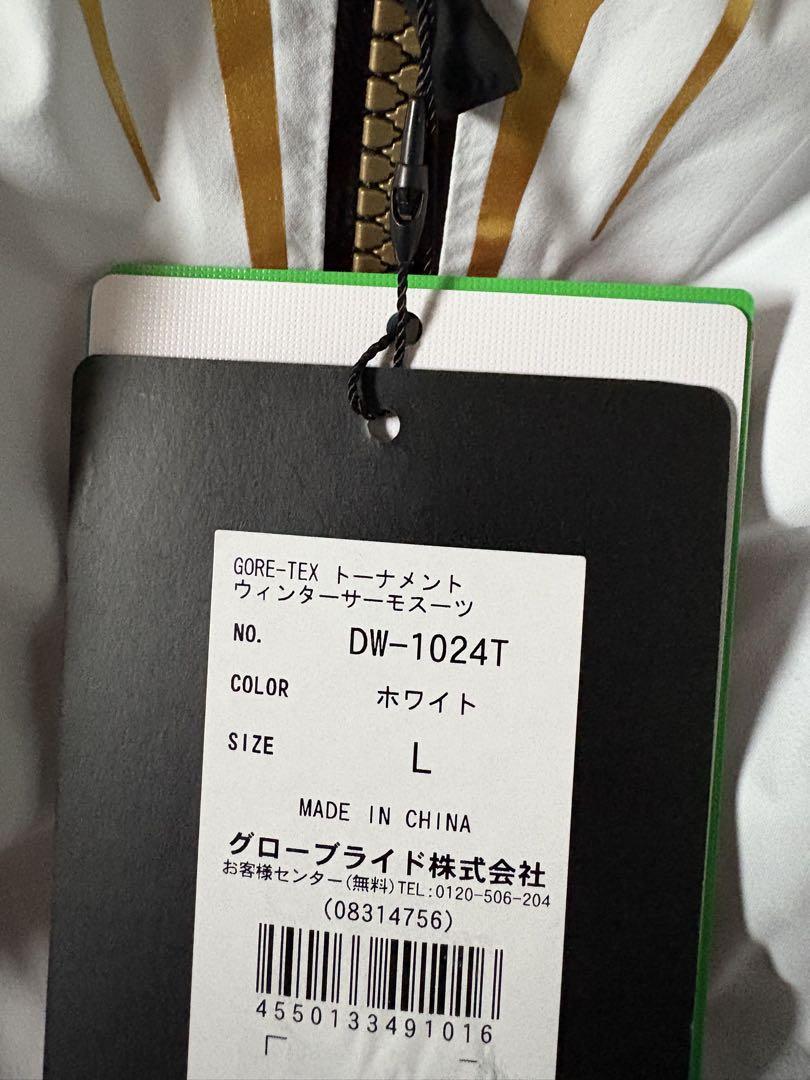 GORE-TEX トーナメント
ウィンターサーモスーツ
NO. DW-1024T
COLOR ホワイト
SIZE L
MADE IN CHINA
グローブライド株式会社
お客様センター(無料)TEL:0120-506-204
(08314756)
4550133491016